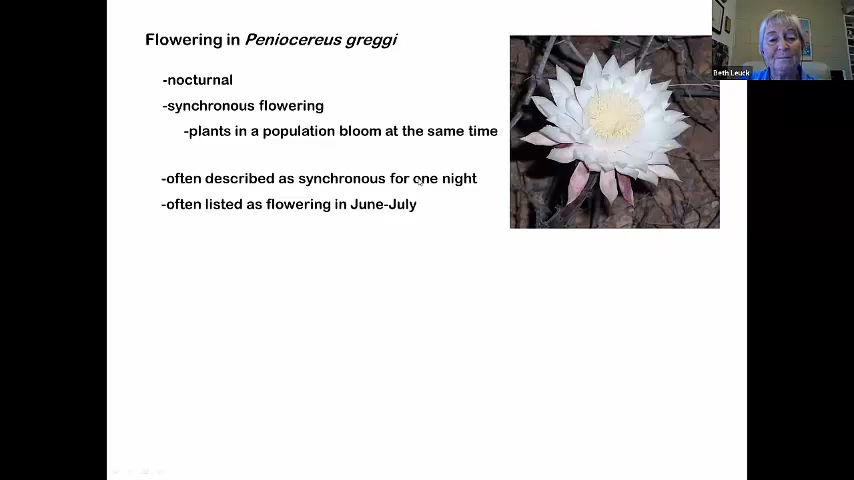 Flowering in Peniocereus greggi
-nocturnal
-synchronous flowering
-plants in a population bloom at the same time
-often described as synchronous for one night
-often listed as flowering in June-July
Beth Leuck